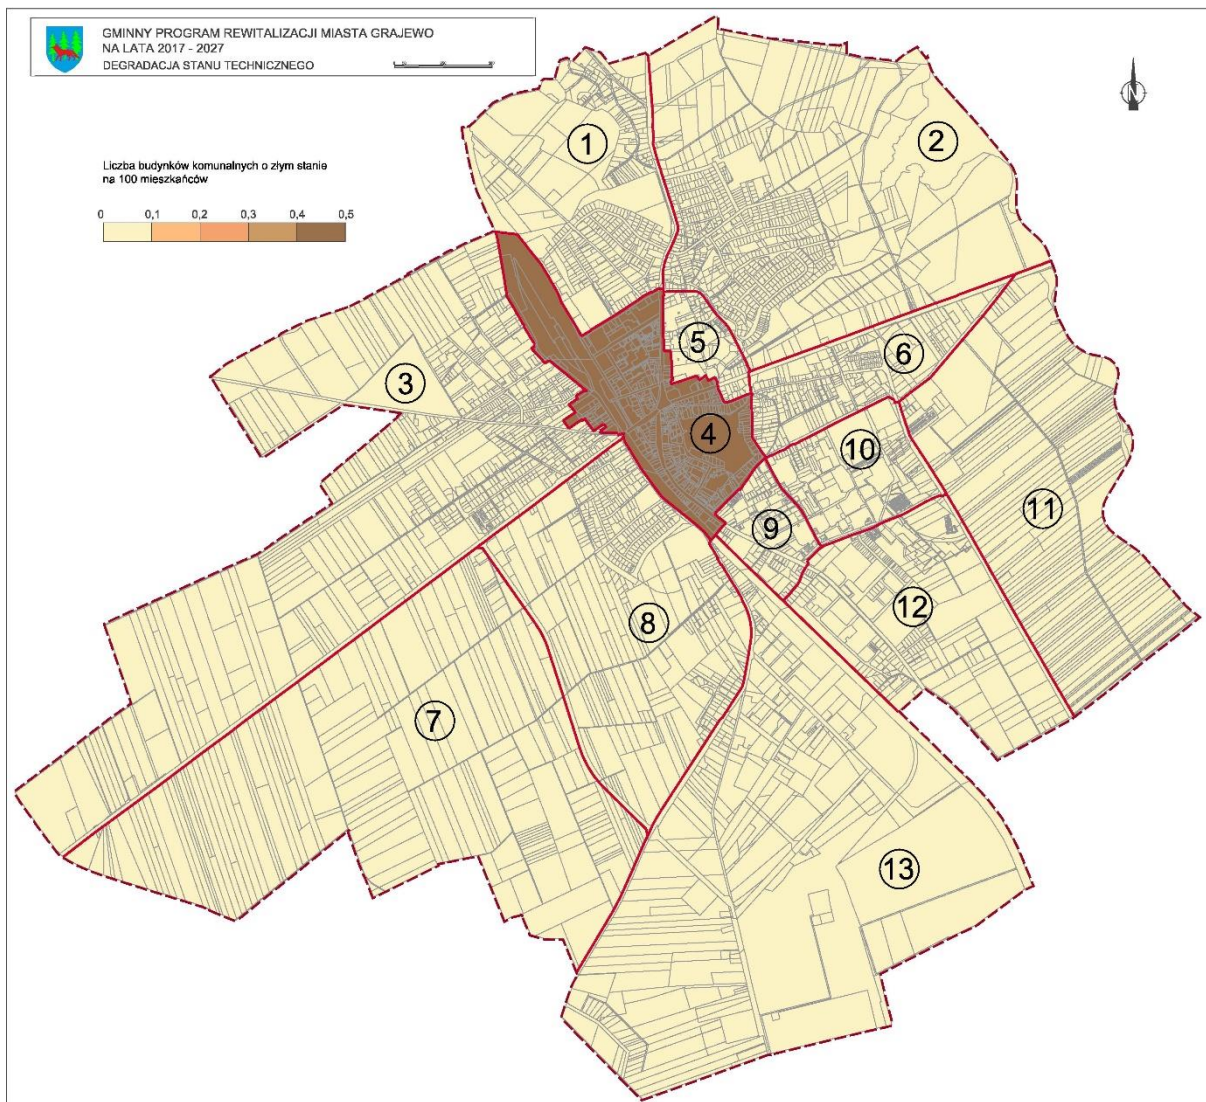 GMINNY PROGRAM REWITALIZACJI MIASTA GRAJEWO
NA LATA 2017 - 2027
DEGRADACJA STANU TECHNICZNEGO
N
Liczba budynków komunalnych o złym stanie
na 100 mieszkańców
0 0,1 0,2 0,3 0,4 0,5
1
2
3
4
5
6
7
8
9
10
11
12
13